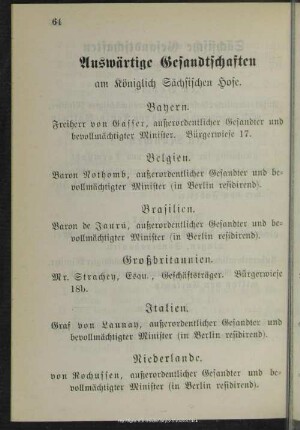 64
Auswärtige Gesandtschaften
am Königlich Sächsischen Hofe.
Bayern.
Freiherr von Gasser, außerordentlicher Gesandter und
bevollmächtigter Minister. Bürgerwiese 17.
Belgien.
Baron Nothomb, außerordentlicher Gesandter und be-
vollmächtigter Minister (in Berlin residirend).
Brasilien.
Baron de Jauru, außerordentlicher Gesandter und be-
vollmächtigter Minister (in Berlin residirend).
Großbritannien.
Mr. Strachey, Esqu., Geschäftsträger. Bürgerwiese
18b.
Italien.
Graf von Launay, außerordentlicher Gesandter und be-
vollmächtigter Minister (in Berlin residirend).
Niederlande.
von Rochussen, außerordentlicher Gesandter und be-
vollmächtigter Minister (in Berlin residirend).